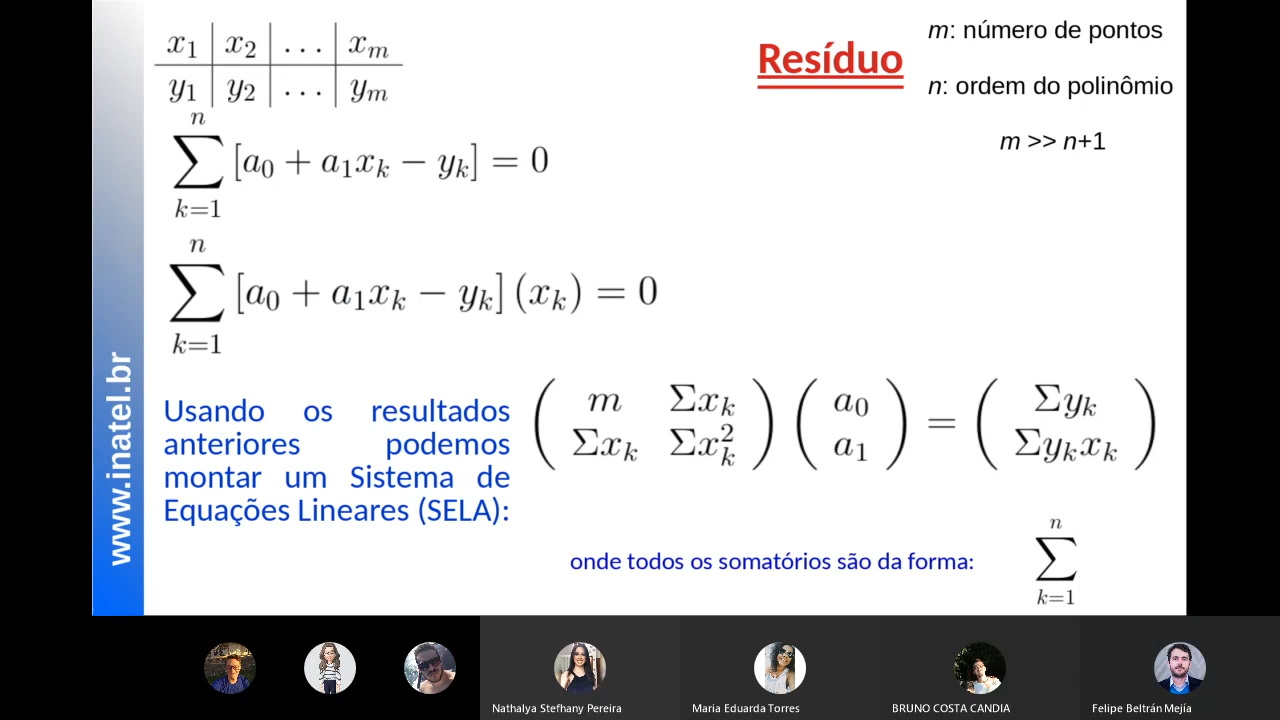 x₁ | x₂ | ... | xₘ
y₁ | y₂ | ... | yₘ
Resíduo
m: número de pontos
n: ordem do polinômio
m >> n+1
n
∑ [a₀ + a₁xₖ − yₖ] = 0
k=1
n
∑ [a₀ + a₁xₖ − yₖ] (xₖ) = 0
k=1
Usando os resultados
anteriores podemos
montar um Sistema de
Equações Lineares (SELA):
( m Σxₖ ) ( a₀ ) = ( Σyₖ )
( Σxₖ Σxₖ² ) ( a₁ ) ( Σyₖxₖ )
onde todos os somatórios são da forma:
n
∑
k=1
www.inatel.br
Nathalya Stefhany Pereira
Maria Eduarda Torres
BRUNO COSTA CANDIA
Felipe Beltrán Mejía